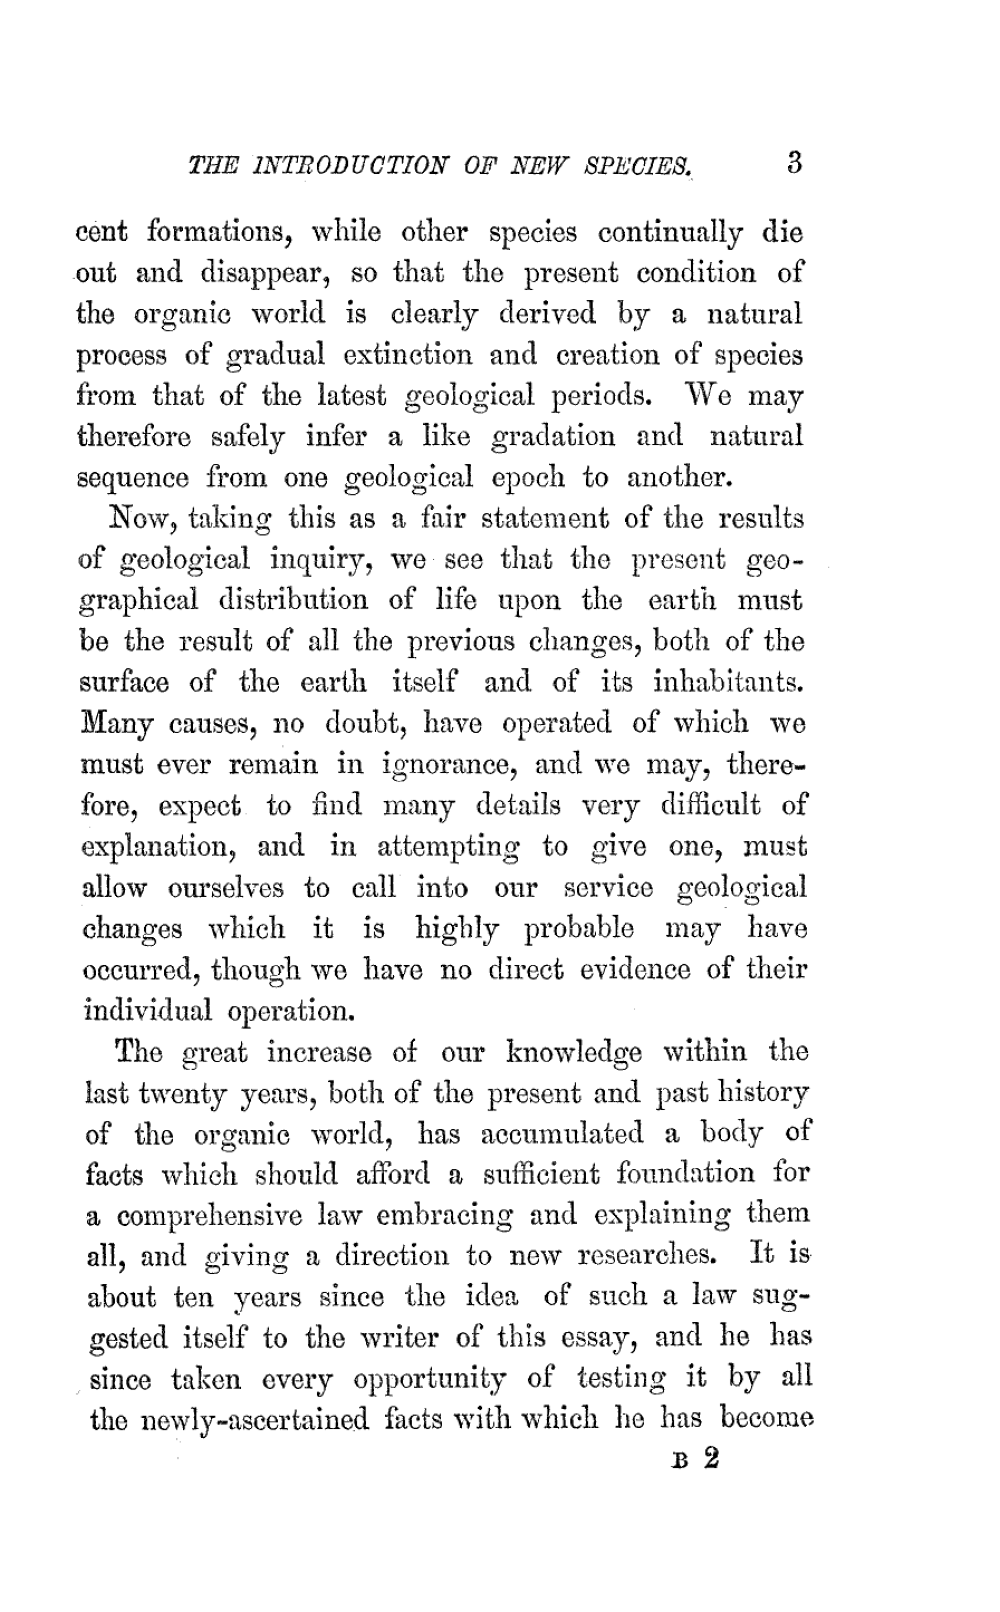 THE INTRODUCTION OF NEW SPECIES. 3
cent formations, while other species continually die
out and disappear, so that the present condition of
the organic world is clearly derived by a natural
process of gradual extinction and creation of species
from that of the latest geological periods. We may
therefore safely infer a like gradation and natural
sequence from one geological epoch to another.
Now, taking this as a fair statement of the results
of geological inquiry, we see that the present geo-
graphical distribution of life upon the earth must
be the result of all the previous changes, both of the
surface of the earth itself and of its inhabitants.
Many causes, no doubt, have operated of which we
must ever remain in ignorance, and we may, there-
fore, expect to find many details very difficult of
explanation, and in attempting to give one, must
allow ourselves to call into our service geological
changes which it is highly probable may have
occurred, though we have no direct evidence of their
individual operation.
The great increase of our knowledge within the
last twenty years, both of the present and past history
of the organic world, has accumulated a body of
facts which should afford a sufficient foundation for
a comprehensive law embracing and explaining them
all, and giving a direction to new researches. It is
about ten years since the idea of such a law sug-
gested itself to the writer of this essay, and he has
since taken every opportunity of testing it by all
the newly-ascertained facts with which he has become
B 2